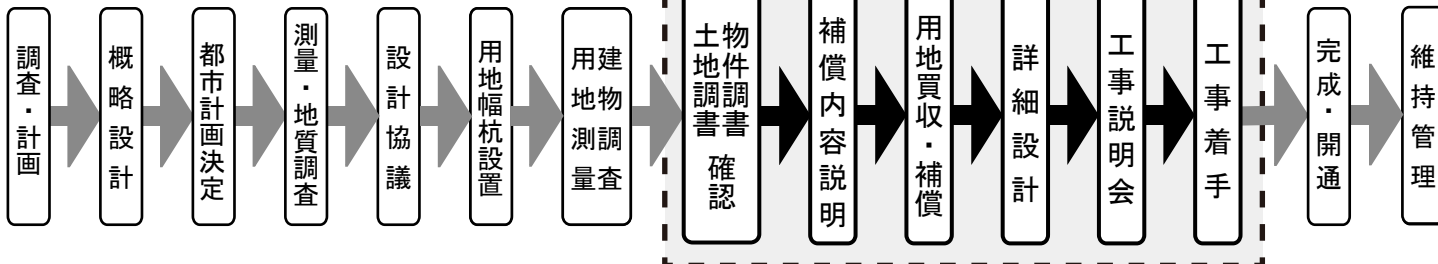 調査・計画
概略設計
都市計画決定
測量・地質調査
設計協議
用地幅杭設置
建物調査
用地測量
物件調書
土地調書
確認
補償内容説明
用地買収・補償
詳細設計
工事説明会
工事着手
完成・開通
維持管理